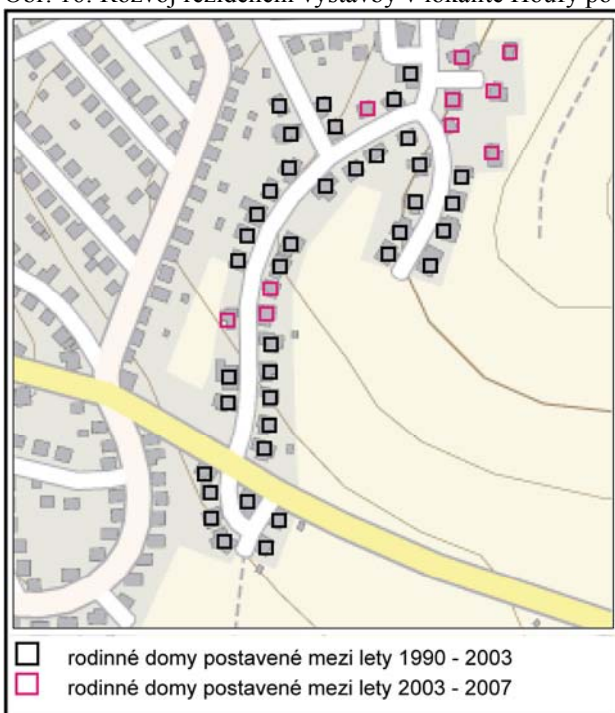 rodinné domy postavené mezi lety 1990 - 2003
rodinné domy postavené mezi lety 2003 - 2007